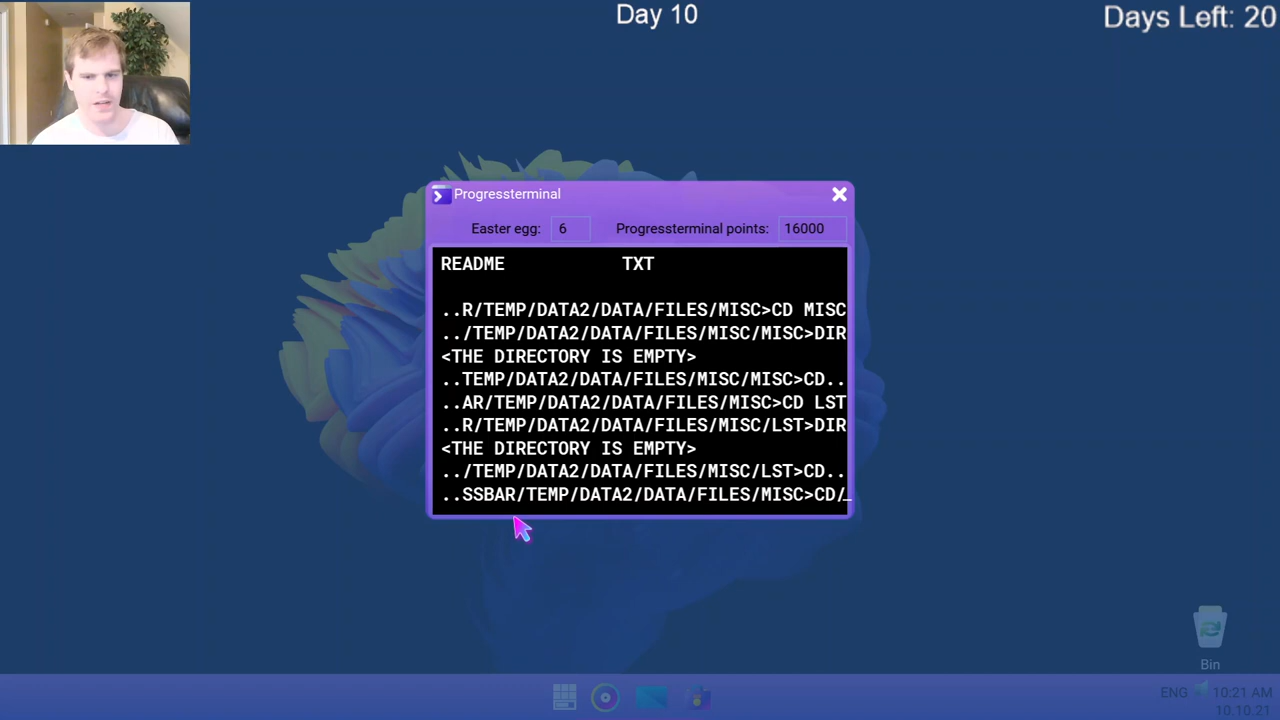 Day 10
Days Left: 20
Progressterminal
Easter egg: 6 Progressterminal points: 16000
README TXT
..R/TEMP/DATA2/DATA/FILES/MISC>CD MISC
../TEMP/DATA2/DATA/FILES/MISC/MISC>DIR
<THE DIRECTORY IS EMPTY>
..TEMP/DATA2/DATA/FILES/MISC/MISC>CD..
..AR/TEMP/DATA2/DATA/FILES/MISC>CD LST
..R/TEMP/DATA2/DATA/FILES/MISC/LST>DIR
<THE DIRECTORY IS EMPTY>
../TEMP/DATA2/DATA/FILES/MISC/LST>CD..
..SSBAR/TEMP/DATA2/DATA/FILES/MISC>CD/_
Bin
ENG 10:21 AM
10.10.21